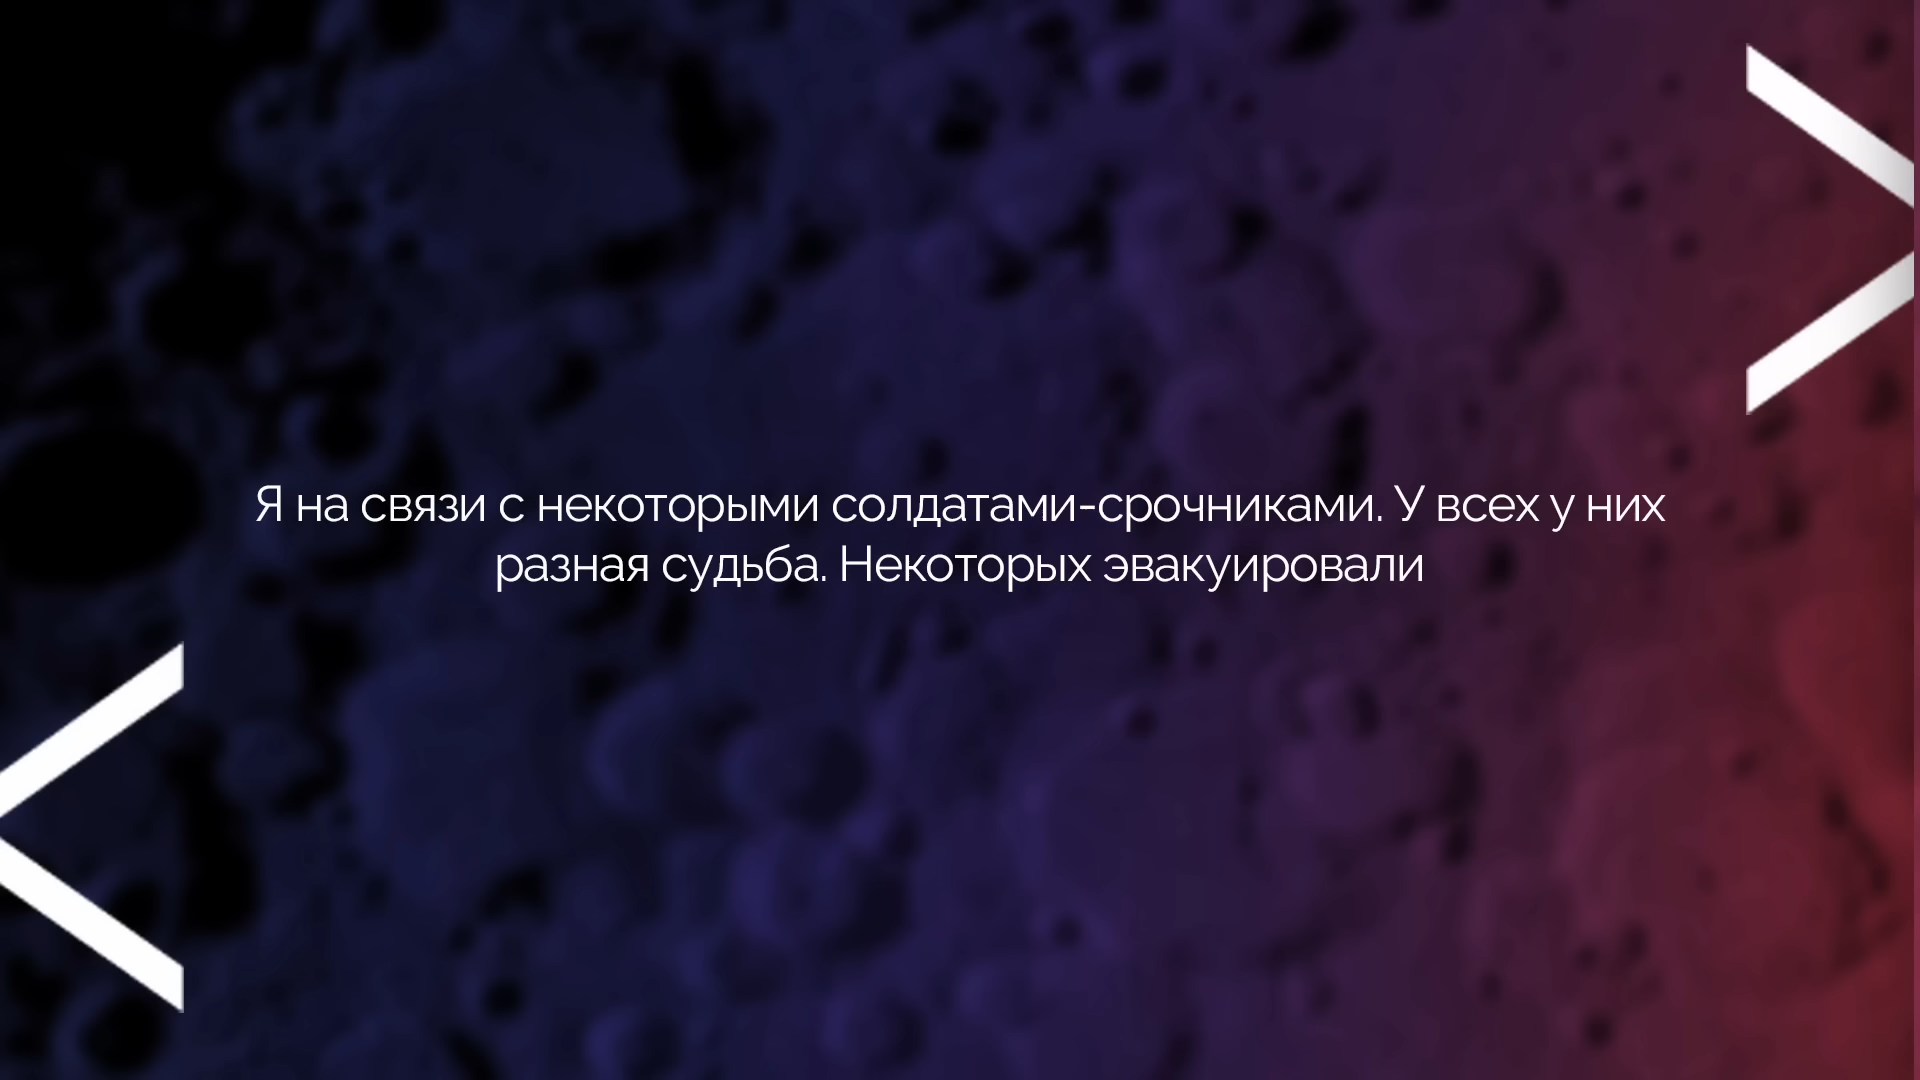 Я на связи с некоторыми солдатами-срочниками. У всех у них
разная судьба. Некоторых эвакуировали